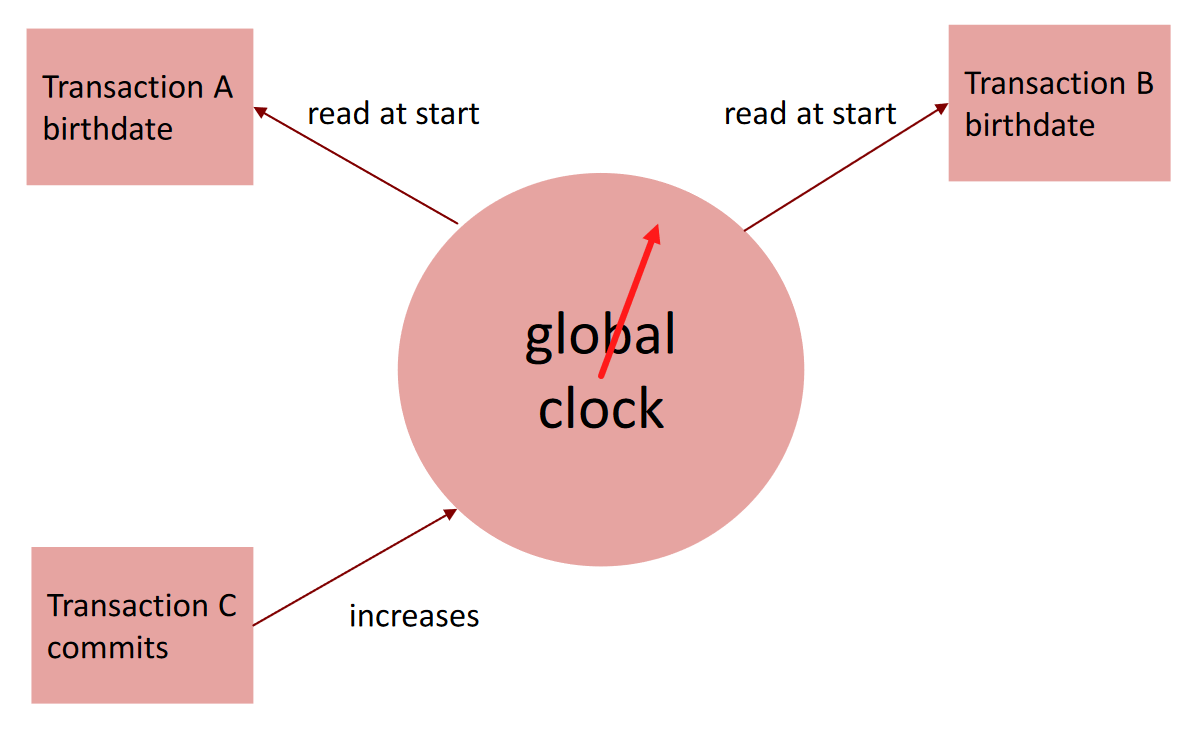 Transaction A
birthdate
read at start
read at start
Transaction B
birthdate
global
clock
Transaction C
commits
increases